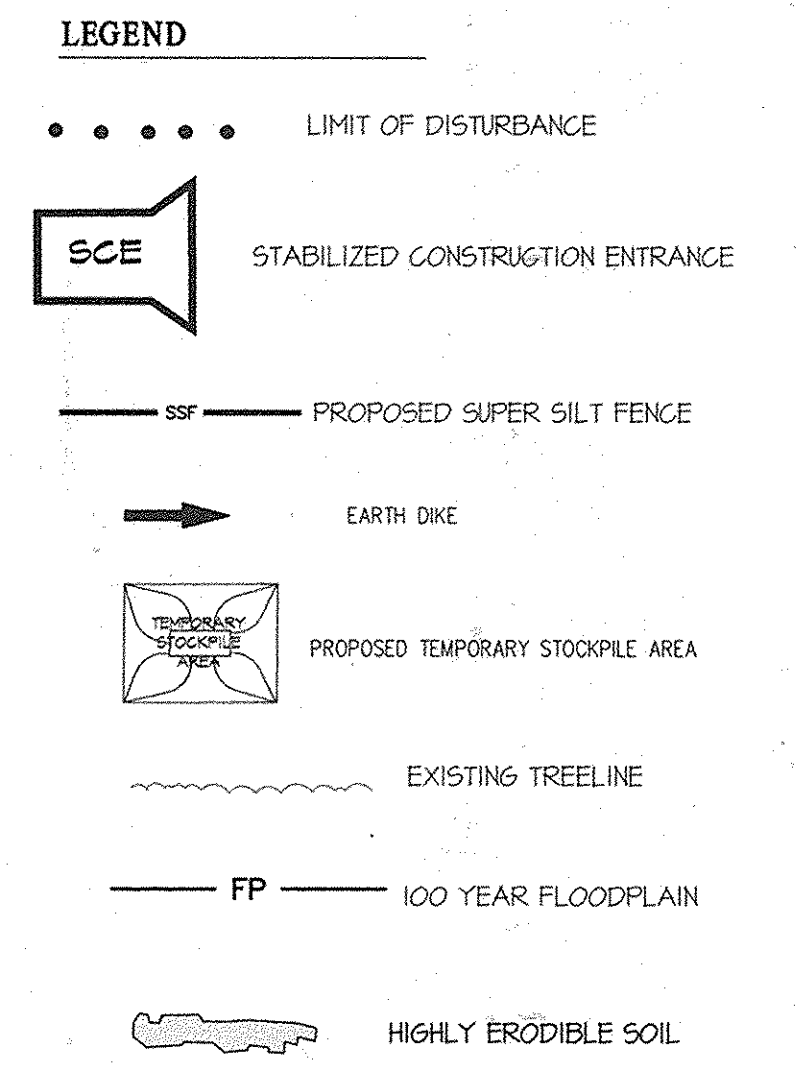 LEGEND
LIMIT OF DISTURBANCE
SCE
STABILIZED CONSTRUCTION ENTRANCE
SSF
PROPOSED SUPER SILT FENCE
EARTH DIKE
TEMPORARY
STOCKPILE
AREA
PROPOSED TEMPORARY STOCKPILE AREA
EXISTING TREELINE
FP
100 YEAR FLOODPLAIN
HIGHLY ERODIBLE SOIL